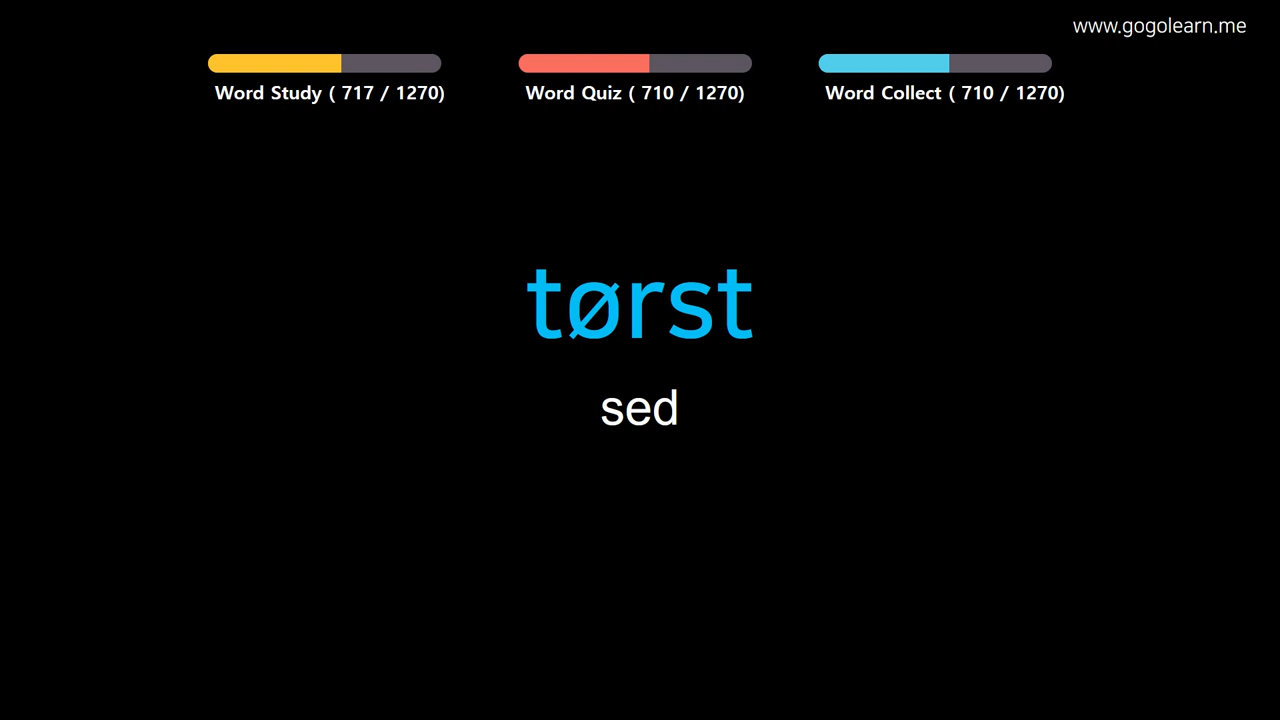 www.gogolearn.me
Word Study ( 717 / 1270)
Word Quiz ( 710 / 1270)
Word Collect ( 710 / 1270)
tørst
sed